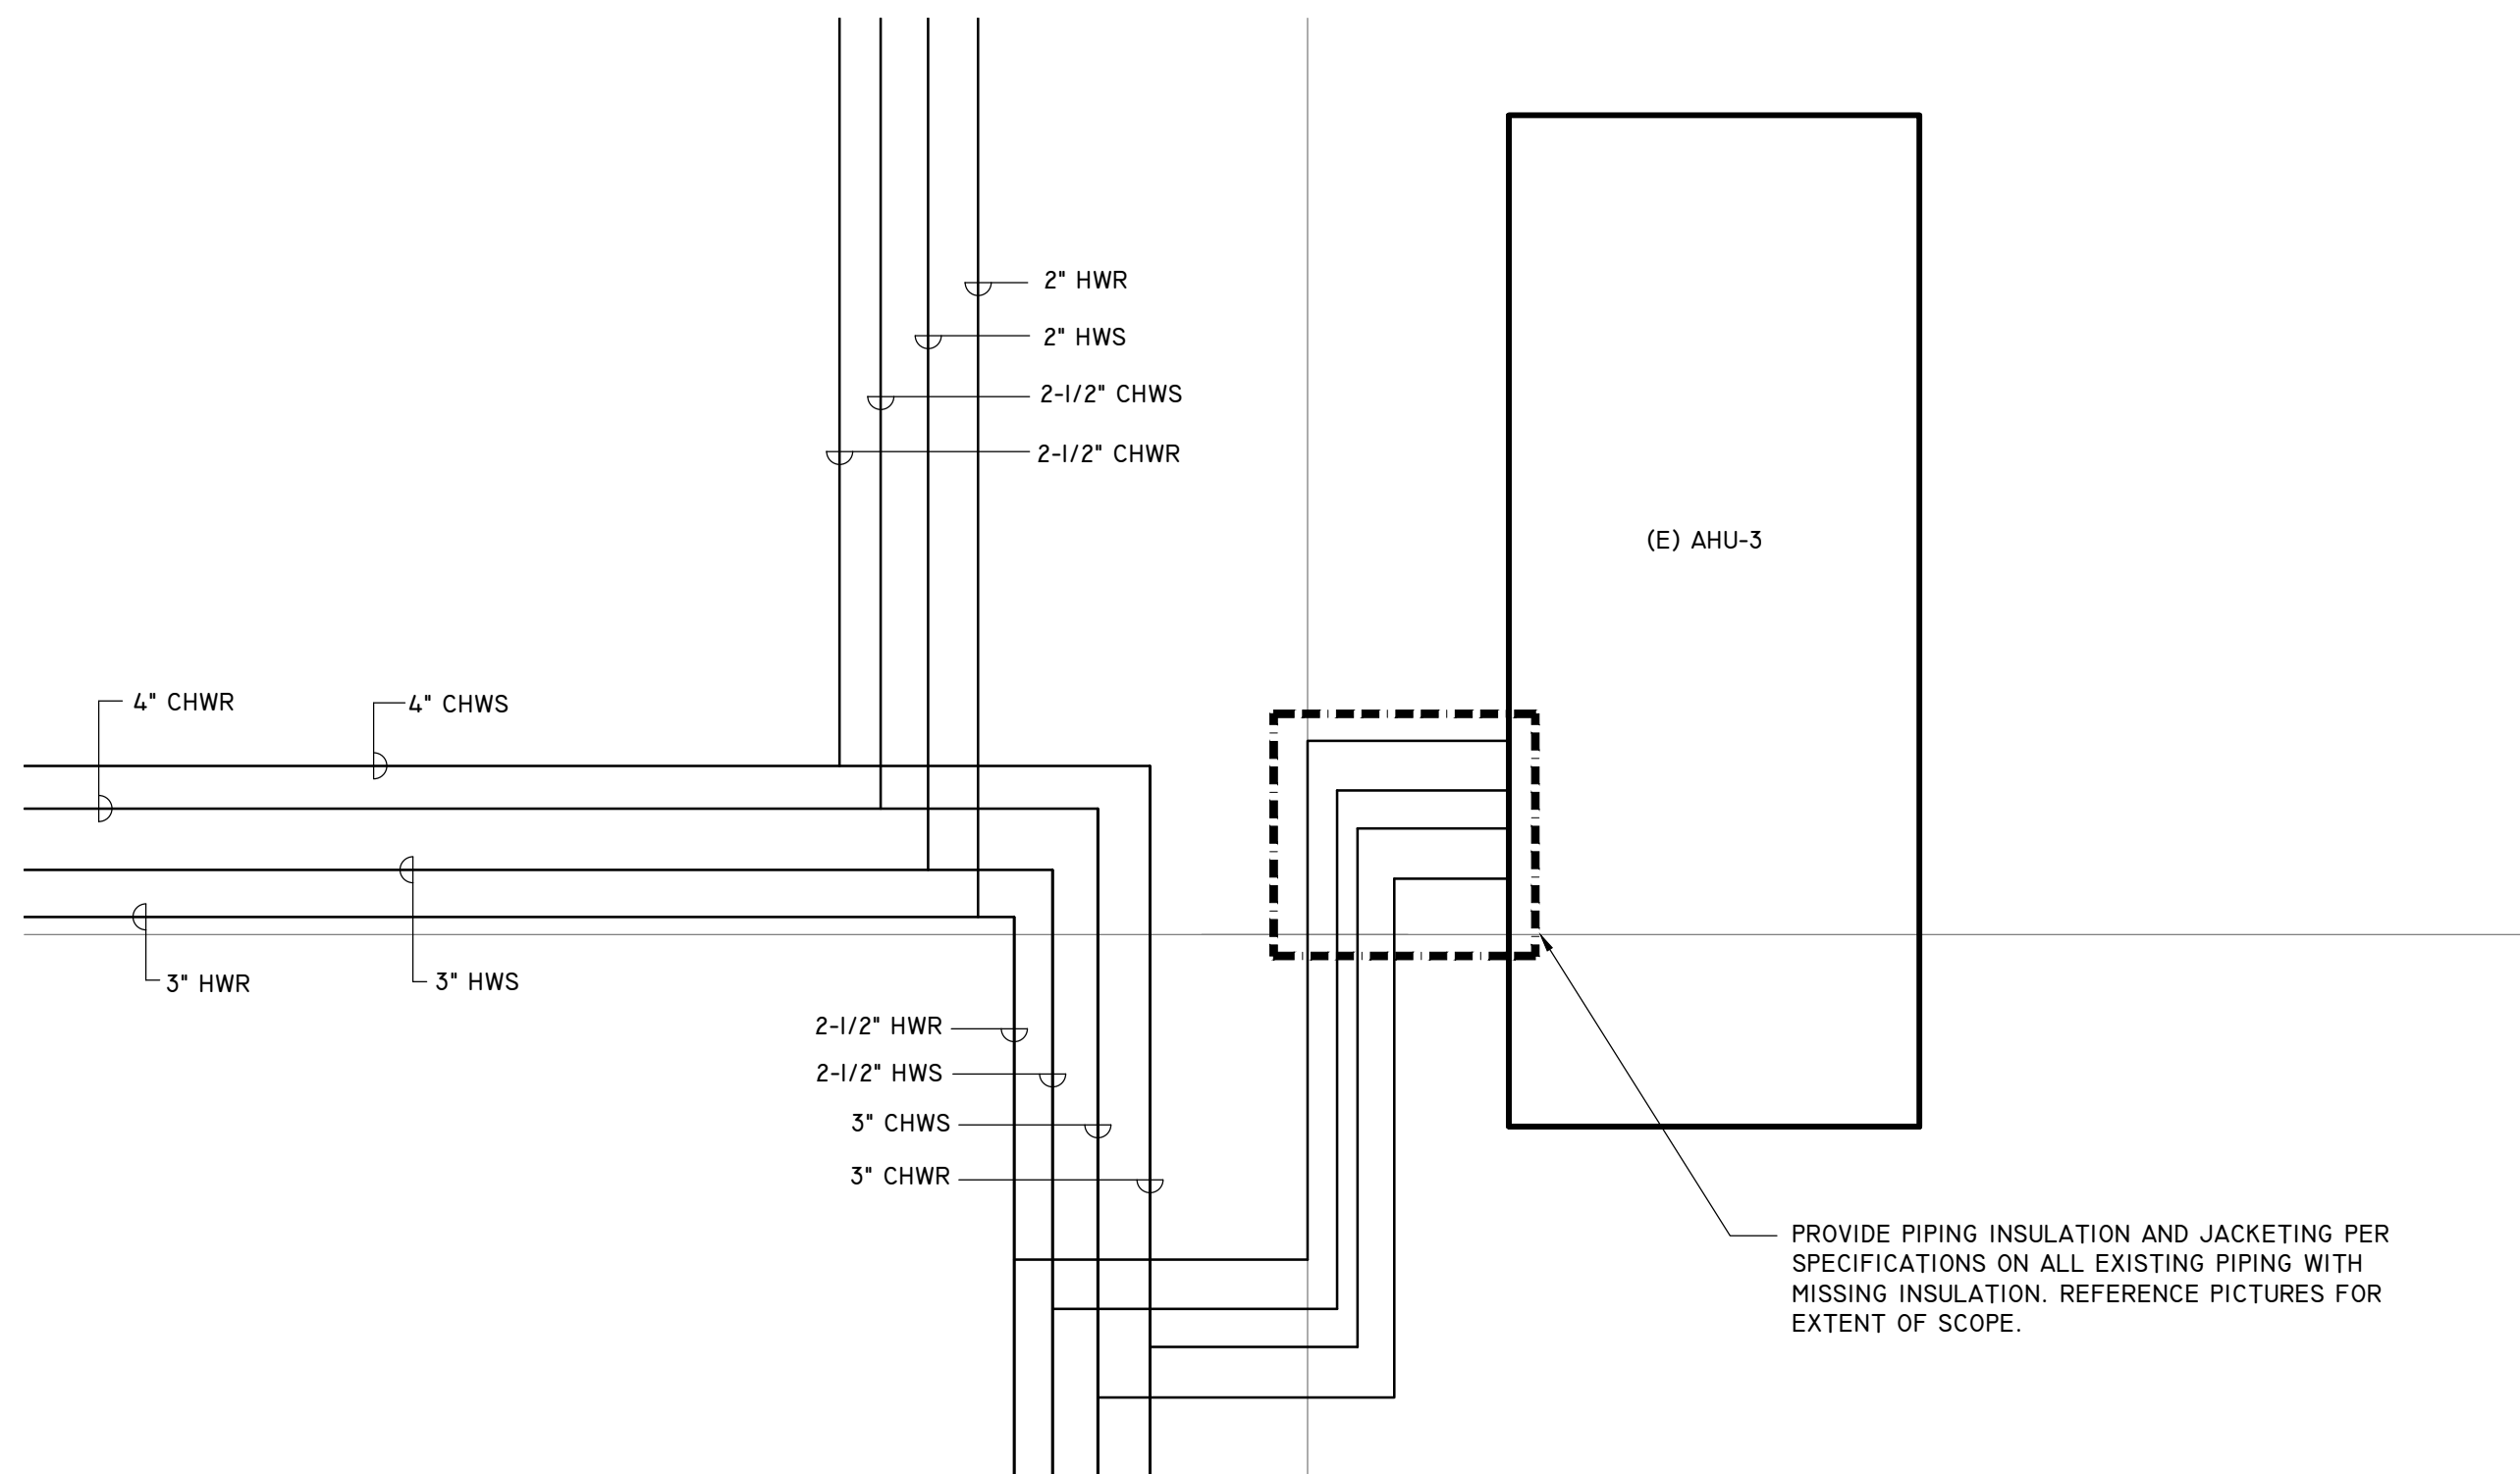 2" HWR
2" HWS
2-1/2" CHWS
2-1/2" CHWR
(E) AHU-3
4" CHWR
4" CHWS
3" HWR
3" HWS
2-1/2" HWR
2-1/2" HWS
3" CHWS
3" CHWR
PROVIDE PIPING INSULATION AND JACKETING PER
SPECIFICATIONS ON ALL EXISTING PIPING WITH
MISSING INSULATION. REFERENCE PICTURES FOR
EXTENT OF SCOPE.